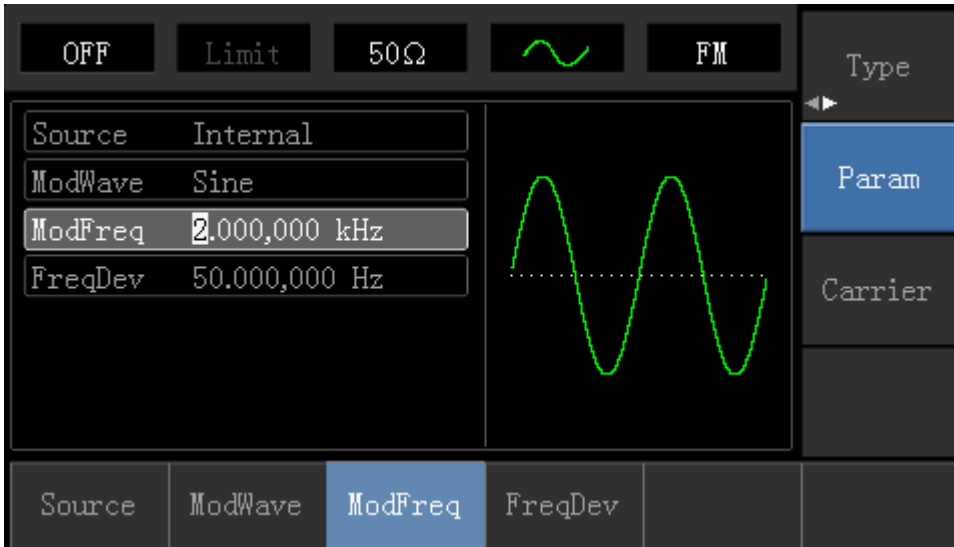 OFF Limit 50Ω FM
Type
Source Internal
ModWave Sine
ModFreq 2.000,000 kHz
FreqDev 50.000,000 Hz
Param
Carrier
Source ModWave ModFreq FreqDev